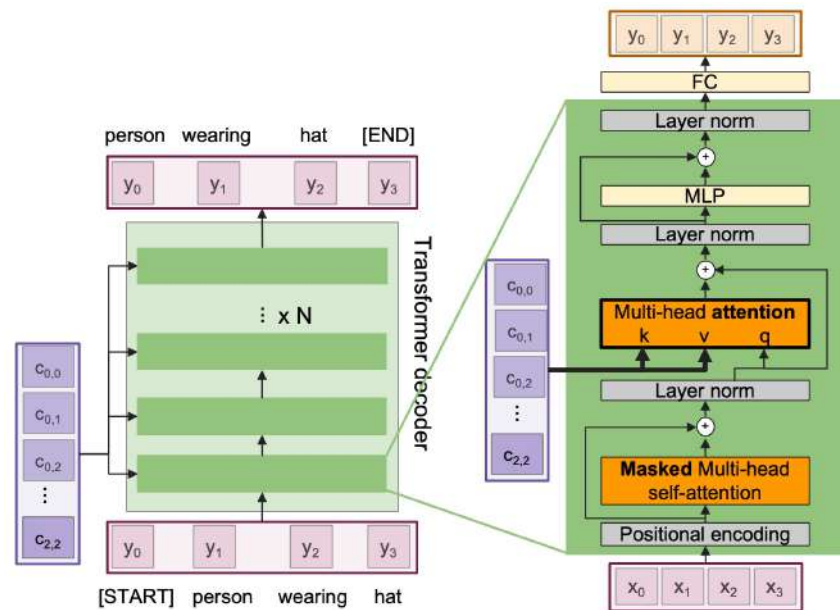 person wearing hat [END]
y0 y1 y2 y3
Transformer decoder
⋮ x N
c0,0
c0,1
c0,2
⋮
c2,2
y0 y1 y2 y3
[START] person wearing hat
y0 y1 y2 y3
FC
Layer norm
+
MLP
Layer norm
+
Multi-head attention
k v q
Layer norm
+
Masked Multi-head
self-attention
Positional encoding
x0 x1 x2 x3
c0,0
c0,1
c0,2
⋮
c2,2